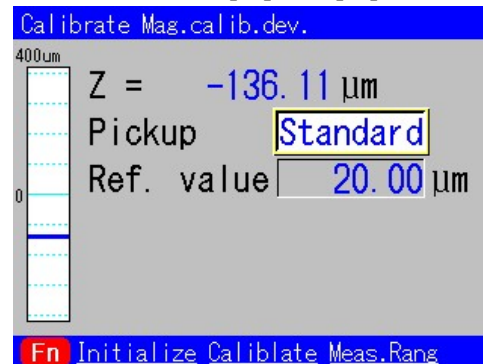 Calibrate Mag.calib.dev.
400um
Z = -136.11 µm
Pickup Standard
Ref. value 20.00 µm
0
Fn Initialize Caliblate Meas.Rang